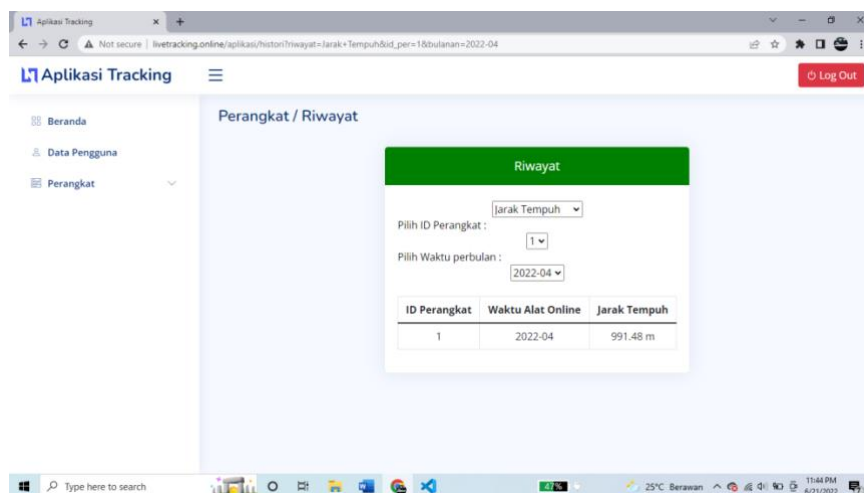 Aplikasi Tracking
Not secure | livetracking.online/aplikasi/histori?riwayat=Jarak+Tempuh&id_per=1&bulanan=2022-04
Aplikasi Tracking
Log Out
Beranda
Data Pengguna
Perangkat
Perangkat / Riwayat
Riwayat
Jarak Tempuh
Pilih ID Perangkat :
1
Pilih Waktu perbulan :
2022-04
ID Perangkat Waktu Alat Online Jarak Tempuh
1 2022-04 991.48 m
Type here to search
47%
25°C Berawan
11:44 PM
6/21/2022